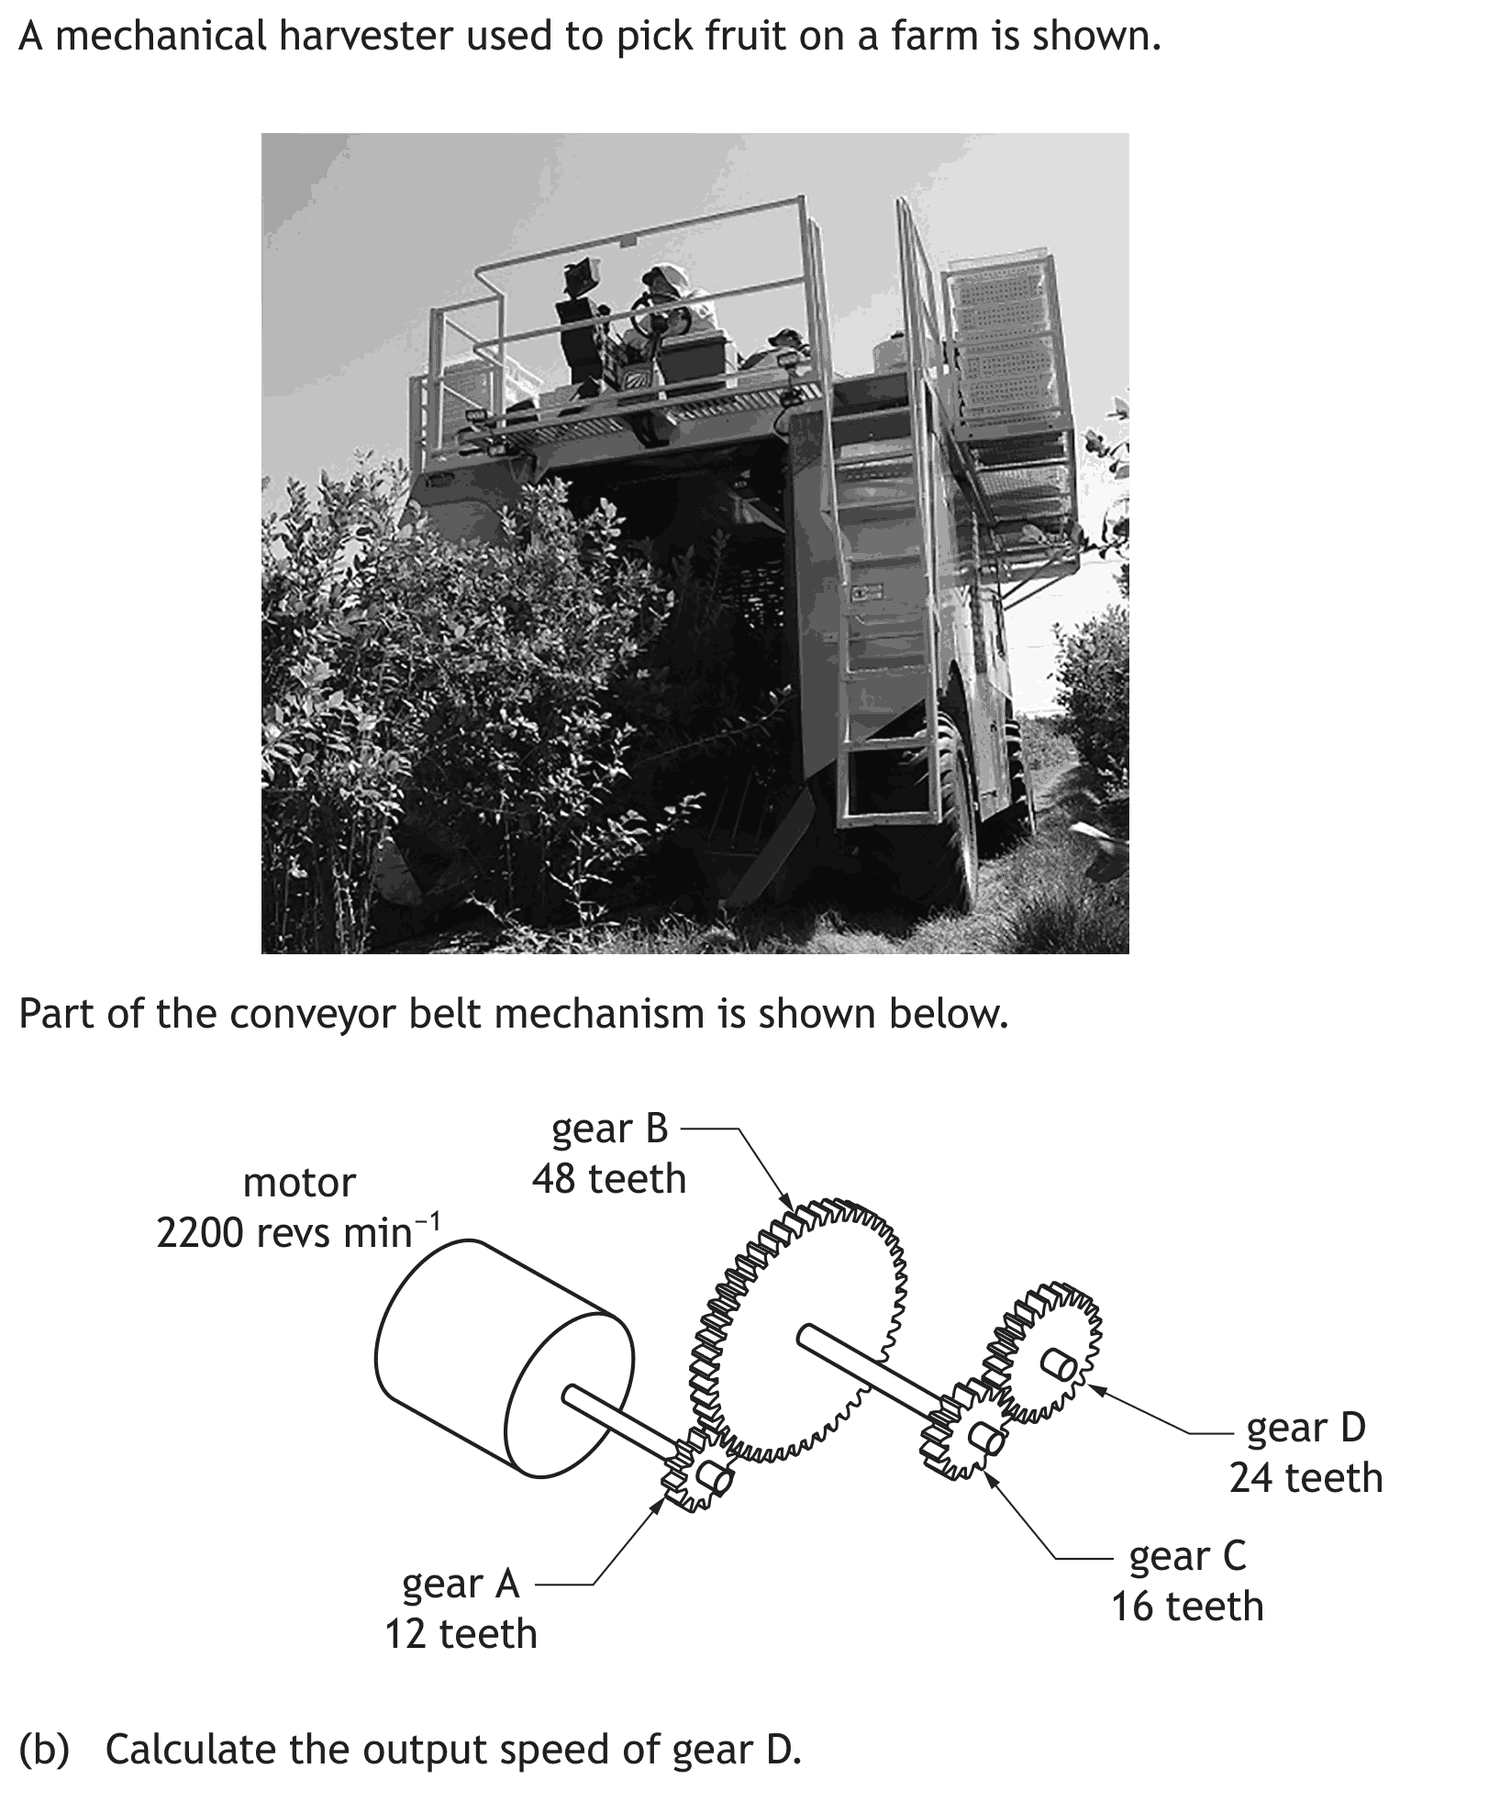 A mechanical harvester used to pick fruit on a farm is shown.
Part of the conveyor belt mechanism is shown below.
gear B
48 teeth
motor
2200 revs min⁻¹
gear D
24 teeth
gear C
16 teeth
gear A
12 teeth
(b) Calculate the output speed of gear D.